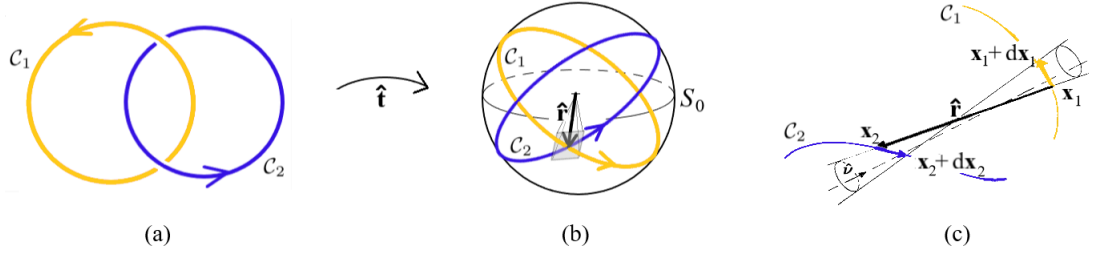 𝒞₁
𝒞₂
t̂
𝒞₁
r̂
𝒞₂
S₀
𝒞₁
x₁+dx₁
r̂
x₁
𝒞₂
x₂
x₂+dx₂
ν̂
(a)
(b)
(c)